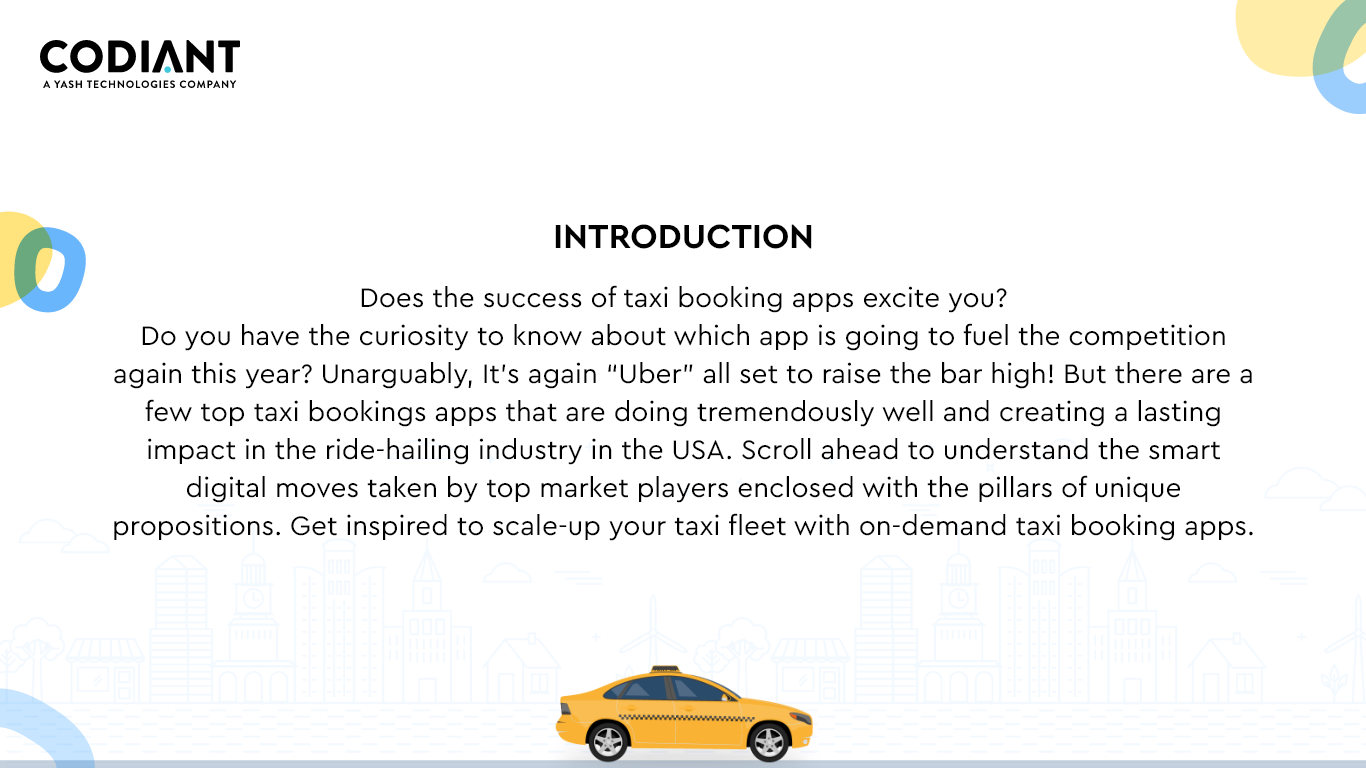 CODIANT
A YASH TECHNOLOGIES COMPANY
INTRODUCTION
Does the success of taxi booking apps excite you?
Do you have the curiosity to know about which app is going to fuel the competition
again this year? Unarguably, It's again “Uber” all set to raise the bar high! But there are a
few top taxi bookings apps that are doing tremendously well and creating a lasting
impact in the ride-hailing industry in the USA. Scroll ahead to understand the smart
digital moves taken by top market players enclosed with the pillars of unique
propositions. Get inspired to scale-up your taxi fleet with on-demand taxi booking apps.